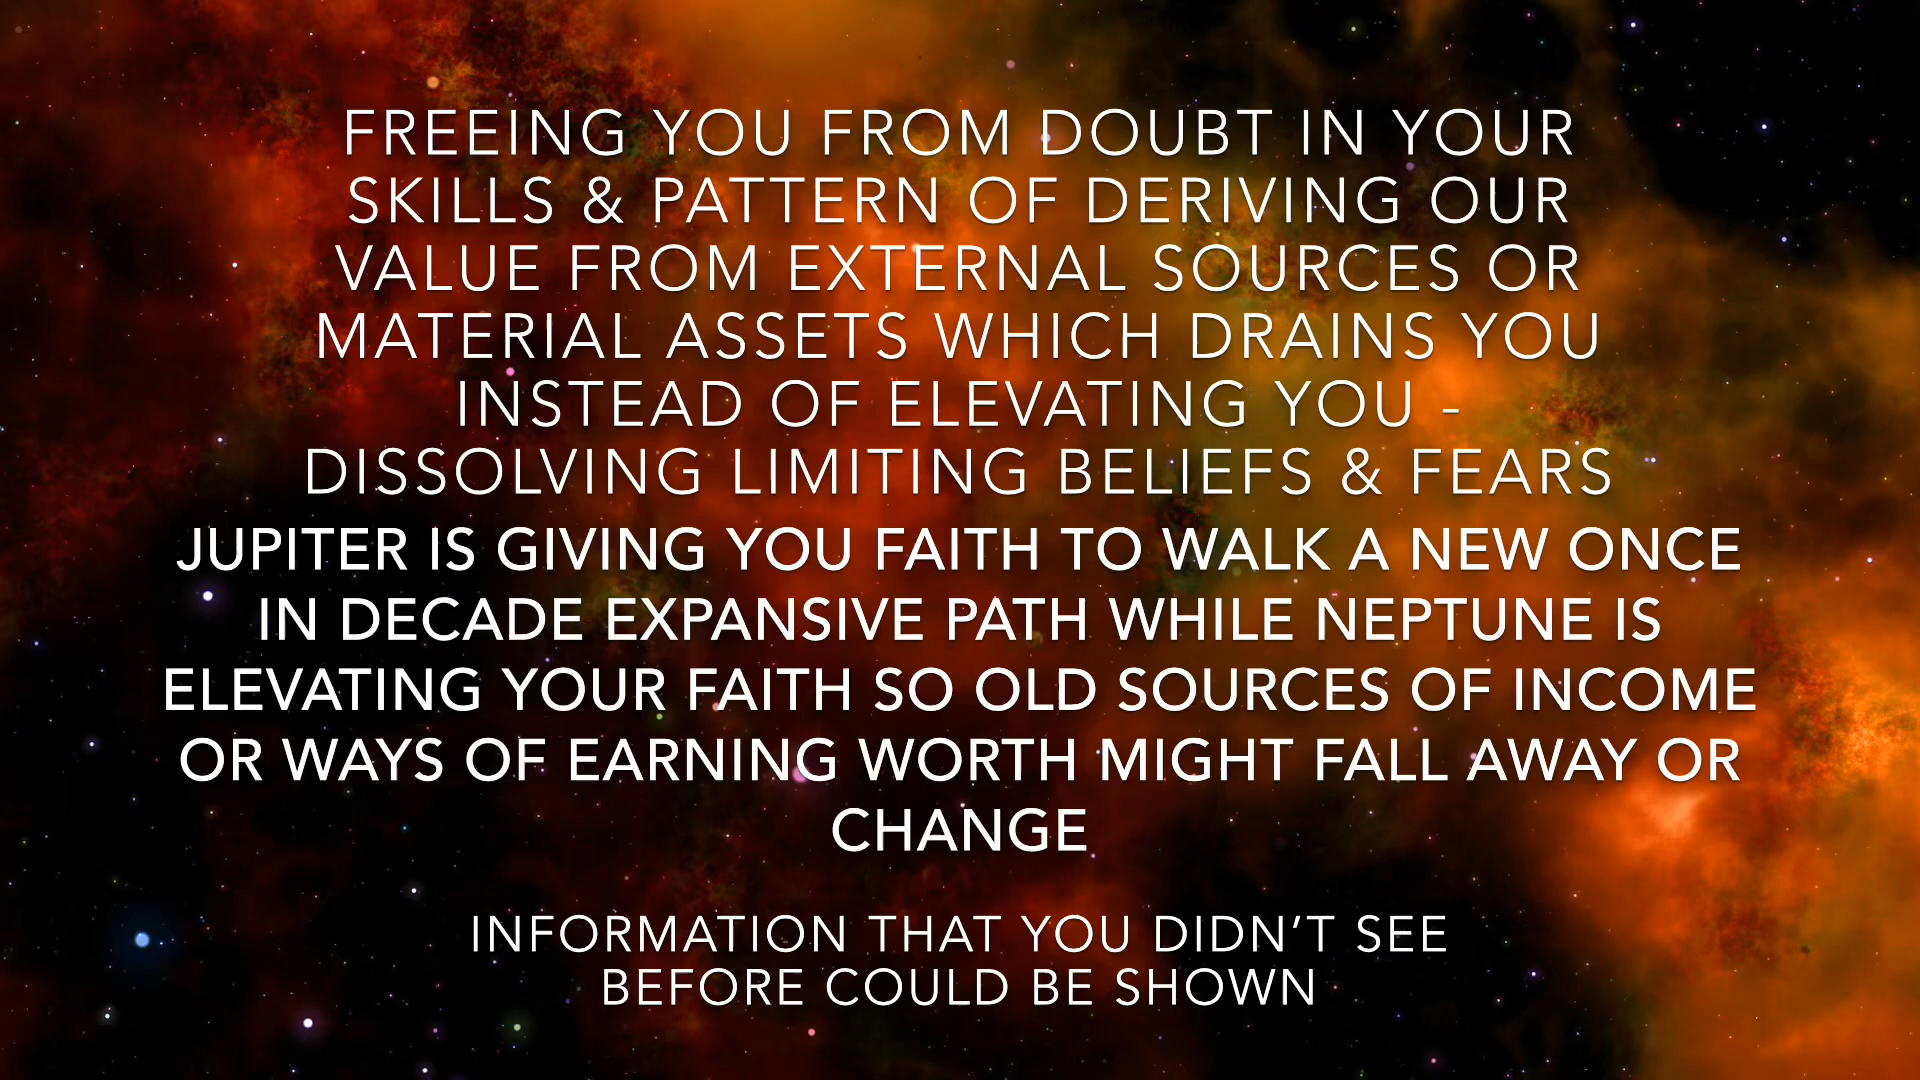 FREEING YOU FROM DOUBT IN YOUR
SKILLS & PATTERN OF DERIVING OUR
VALUE FROM EXTERNAL SOURCES OR
MATERIAL ASSETS WHICH DRAINS YOU
INSTEAD OF ELEVATING YOU -
DISSOLVING LIMITING BELIEFS & FEARS
JUPITER IS GIVING YOU FAITH TO WALK A NEW ONCE
IN DECADE EXPANSIVE PATH WHILE NEPTUNE IS
ELEVATING YOUR FAITH SO OLD SOURCES OF INCOME
OR WAYS OF EARNING WORTH MIGHT FALL AWAY OR
CHANGE
INFORMATION THAT YOU DIDN’T SEE
BEFORE COULD BE SHOWN